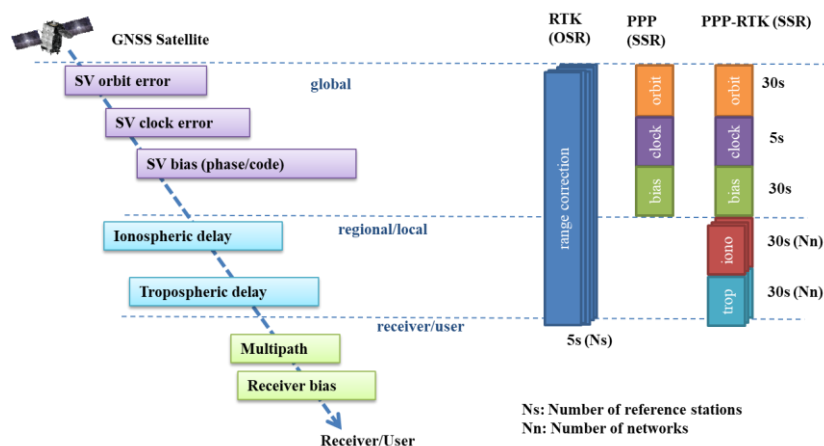 GNSS Satellite
RTK
(OSR)
PPP
(SSR)
PPP-RTK (SSR)
SV orbit error
global
SV clock error
SV bias (phase/code)
Ionospheric delay
regional/local
Tropospheric delay
receiver/user
Multipath
Receiver bias
Receiver/User
range correction
5s (Ns)
orbit
clock
bias
orbit
30s
clock
5s
bias
30s
iono
30s (Nn)
trop
30s (Nn)
Ns: Number of reference stations
Nn: Number of networks